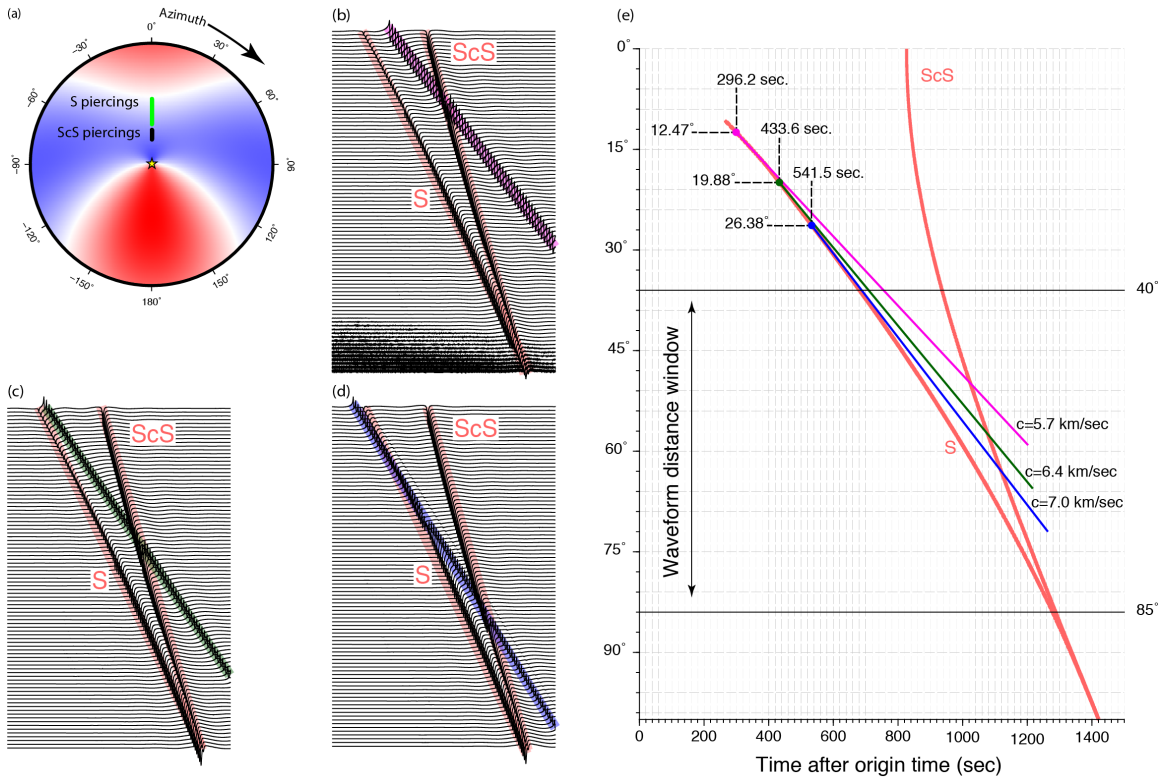 (a)
Azimuth
0°
30°
60°
90°
120°
150°
180°
−150°
−120°
−90°
−60°
−30°
S piercings
ScS piercings
(b)
ScS
S
(c)
ScS
S
(d)
ScS
S
(e)
0°
15°
30°
45°
60°
75°
90°
ScS
296.2 sec.
12.47°
433.6 sec.
19.88°
541.5 sec.
26.38°
40°
Waveform distance window
c=5.7 km/sec
S
c=6.4 km/sec
c=7.0 km/sec
85°
0
200
400
600
800
1000
1200
1400
Time after origin time (sec)